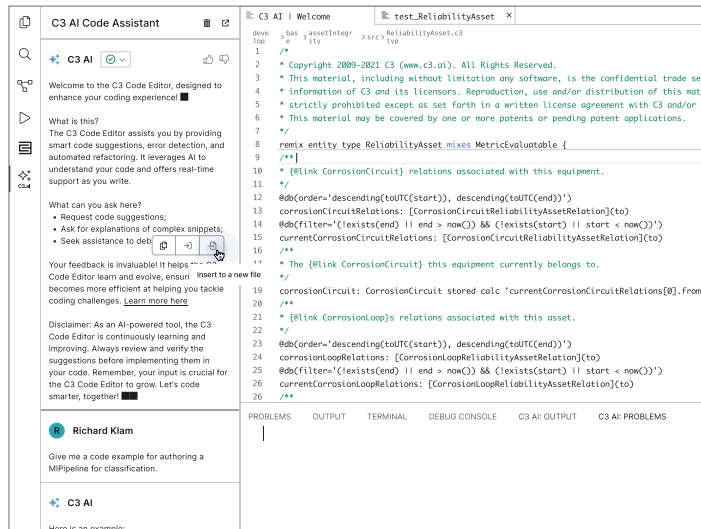 C3 AI Code Assistant
C3 AI
Welcome to the C3 Code Editor, designed to
enhance your coding experience!
What is this?
The C3 Code Editor assists you by providing
smart code suggestions, error detection, and
automated refactoring. It leverages AI to
understand your code and offers real-time
support as you write.
What can you ask here?
• Request code suggestions;
• Ask for explanations of complex snippets;
• Seek assistance to deb
Your feedback is invaluable! It helps the C3
Code Editor learn and evolve, ensuri
becomes more efficient at helping you tackle
coding challenges. Learn more here
Insert to a new file
Disclaimer: As an AI-powered tool, the C3
Code Editor is continuously learning and
improving. Always review and verify the
suggestions before implementing them in
your code. Remember, your input is crucial for
the C3 Code Editor to grow. Let's code
smarter, together!
R Richard Klam
Give me a code example for authoring a
MlPipeline for classification.
C3 AI
Here is an example:
C3.ai
C3 AI | Welcome
test_ReliabilityAsset ×
develop > base > assetIntegrity > src > ReliabilityAsset.c3typ
1 /*
2 * Copyright 2009-2021 C3 (www.c3.ai). All Rights Reserved.
3 * This material, including without limitation any software, is the confidential trade se
4 * information of C3 and its licensors. Reproduction, use and/or distribution of this mat
5 * strictly prohibited except as set forth in a written license agreement with C3 and/or
6 * This material may be covered by one or more patents or pending patent applications.
7 */
8 remix entity type ReliabilityAsset mixes MetricEvaluatable {
9 /**
10 * {@link CorrosionCircuit} relations associated with this equipment.
11 */
12 @db(order='descending(toUTC(start)), descending(toUTC(end))')
13 corrosionCircuitRelations: [CorrosionCircuitReliabilityAssetRelation](to)
14 @db(filter='(!exists(end) || end > now()) && (!exists(start) || start < now())')
15 currentCorrosionCircuitRelations: [CorrosionCircuitReliabilityAssetRelation](to)
16 /**
17 * The {@link CorrosionCircuit} this equipment currently belongs to.
18 */
19 corrosionCircuit: CorrosionCircuit stored calc 'currentCorrosionCircuitRelations[0].from
20 /**
21 * {@link CorrosionLoop}s relations associated with this asset.
22 */
23 @db(order='descending(toUTC(start)), descending(toUTC(end))')
24 corrosionLoopRelations: [CorrosionLoopReliabilityAssetRelation](to)
25 @db(filter='(!exists(end) || end > now()) && (!exists(start) || start < now())')
26 currentCorrosionLoopRelations: [CorrosionLoopReliabilityAssetRelation](to)
26 /**
PROBLEMS OUTPUT TERMINAL DEBUG CONSOLE C3 AI: OUTPUT C3 AI: PROBLEMS